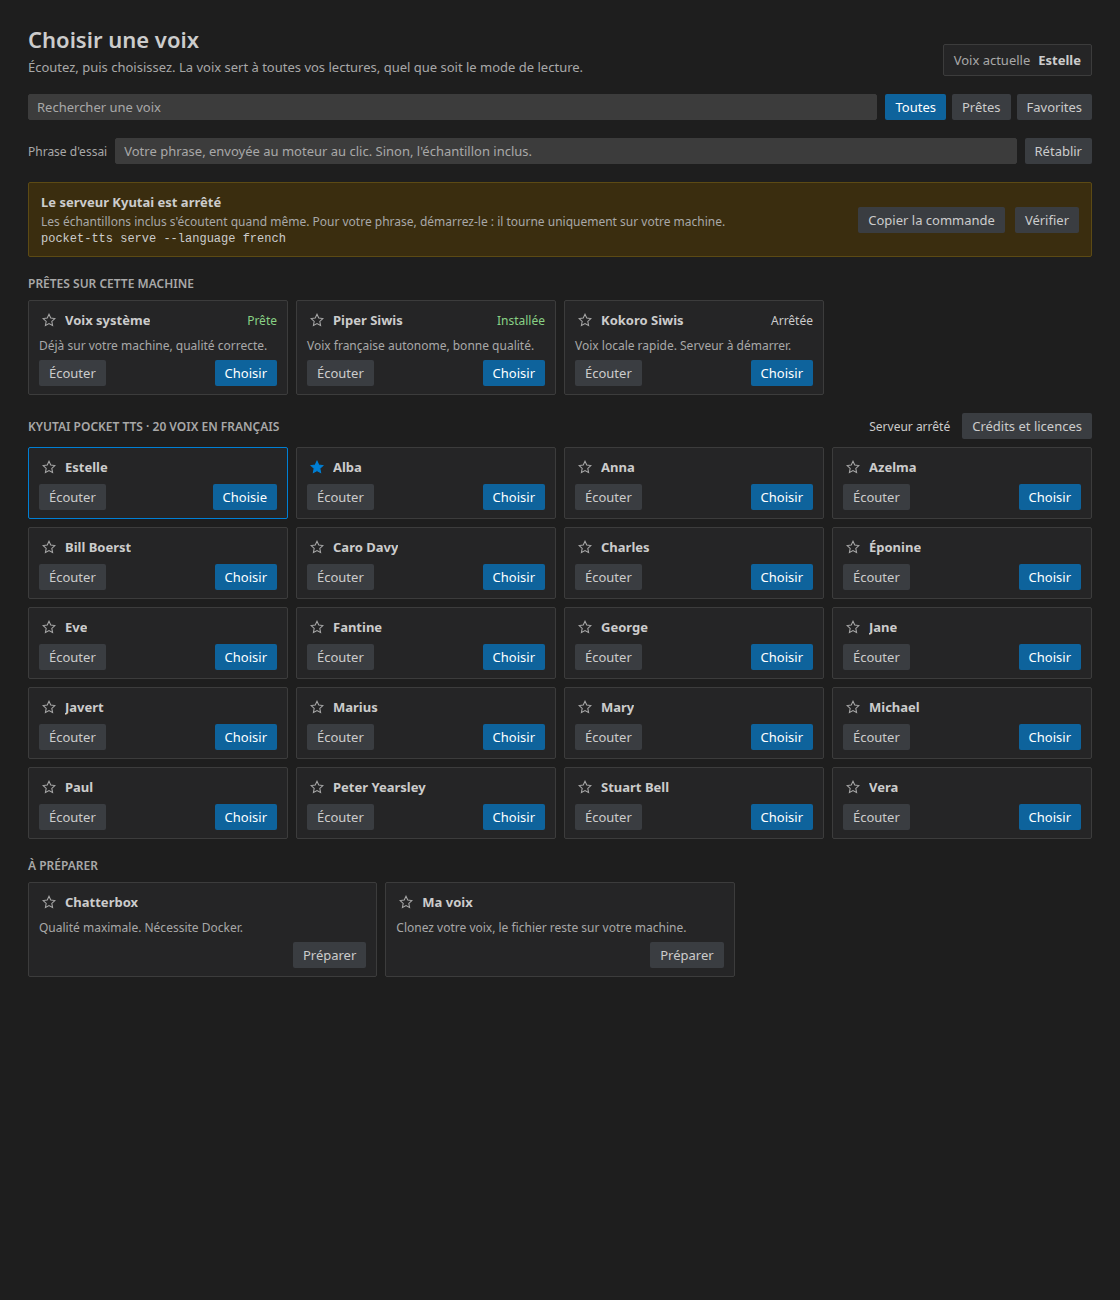 Choisir une voix
Écoutez, puis choisissez. La voix sert à toutes vos lectures, quel que soit le mode de lecture.
Voix actuelle Estelle
Rechercher une voix
Toutes
Prêtes
Favorites
Phrase d'essai
Votre phrase, envoyée au moteur au clic. Sinon, l'échantillon inclus.
Rétablir
Le serveur Kyutai est arrêté
Les échantillons inclus s'écoutent quand même. Pour votre phrase, démarrez-le : il tourne uniquement sur votre machine.
pocket-tts serve --language french
Copier la commande
Vérifier
PRÊTES SUR CETTE MACHINE
Voix système
Prête
Déjà sur votre machine, qualité correcte.
Écouter
Choisir
Piper Siwis
Installée
Voix française autonome, bonne qualité.
Écouter
Choisir
Kokoro Siwis
Arrêtée
Voix locale rapide. Serveur à démarrer.
Écouter
Choisir
KYUTAI POCKET TTS · 20 VOIX EN FRANÇAIS
Serveur arrêté
Crédits et licences
Estelle
Écouter
Choisie
Alba
Écouter
Choisir
Anna
Écouter
Choisir
Azelma
Écouter
Choisir
Bill Boerst
Écouter
Choisir
Caro Davy
Écouter
Choisir
Charles
Écouter
Choisir
Éponine
Écouter
Choisir
Eve
Écouter
Choisir
Fantine
Écouter
Choisir
George
Écouter
Choisir
Jane
Écouter
Choisir
Javert
Écouter
Choisir
Marius
Écouter
Choisir
Mary
Écouter
Choisir
Michael
Écouter
Choisir
Paul
Écouter
Choisir
Peter Yearsley
Écouter
Choisir
Stuart Bell
Écouter
Choisir
Vera
Écouter
Choisir
À PRÉPARER
Chatterbox
Qualité maximale. Nécessite Docker.
Préparer
Ma voix
Clonez votre voix, le fichier reste sur votre machine.
Préparer